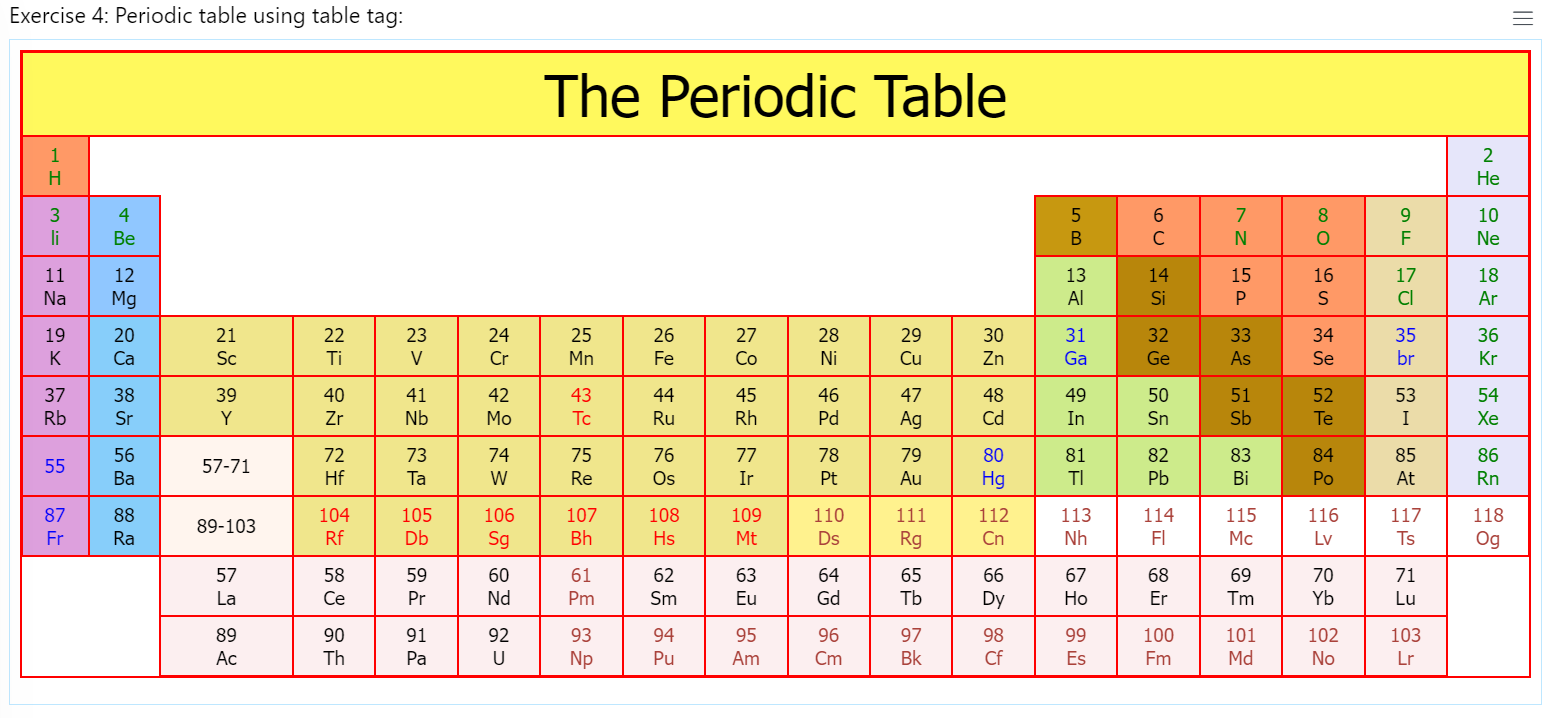 Exercise 4: Periodic table using table tag:
The Periodic Table
1 2
H He
3 4 5 6 7 8 9 10
li Be B C N O F Ne
11 12 13 14 15 16 17 18
Na Mg Al Si P S Cl Ar
19 20 21 22 23 24 25 26 27 28 29 30 31 32 33 34 35 36
K Ca Sc Ti V Cr Mn Fe Co Ni Cu Zn Ga Ge As Se br Kr
37 38 39 40 41 42 43 44 45 46 47 48 49 50 51 52 53 54
Rb Sr Y Zr Nb Mo Tc Ru Rh Pd Ag Cd In Sn Sb Te I Xe
55 56 57-71 72 73 74 75 76 77 78 79 80 81 82 83 84 85 86
Ba Hf Ta W Re Os Ir Pt Au Hg Tl Pb Bi Po At Rn
87 88 89-103 104 105 106 107 108 109 110 111 112 113 114 115 116 117 118
Fr Ra Rf Db Sg Bh Hs Mt Ds Rg Cn Nh Fl Mc Lv Ts Og
57 58 59 60 61 62 63 64 65 66 67 68 69 70 71
La Ce Pr Nd Pm Sm Eu Gd Tb Dy Ho Er Tm Yb Lu
89 90 91 92 93 94 95 96 97 98 99 100 101 102 103
Ac Th Pa U Np Pu Am Cm Bk Cf Es Fm Md No Lr